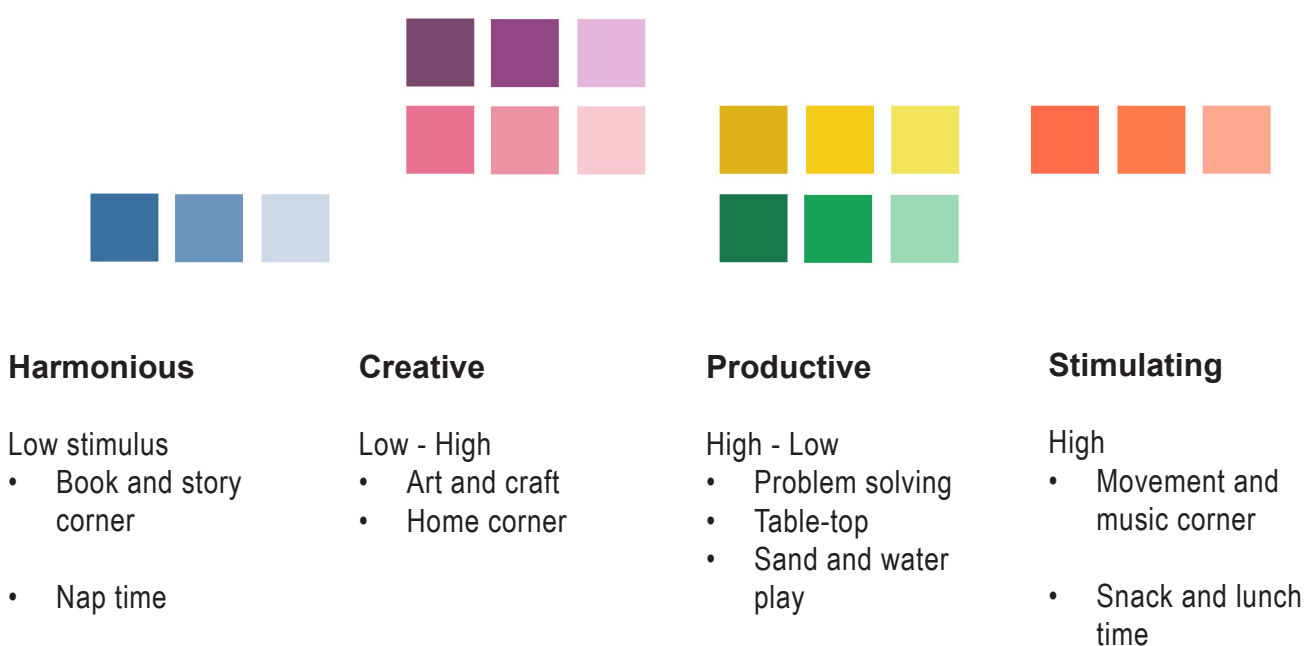 Harmonious
Low stimulus
• Book and story
corner
• Nap time
Creative
Low - High
• Art and craft
• Home corner
Productive
High - Low
• Problem solving
• Table-top
• Sand and water
play
Stimulating
High
• Movement and
music corner
• Snack and lunch
time